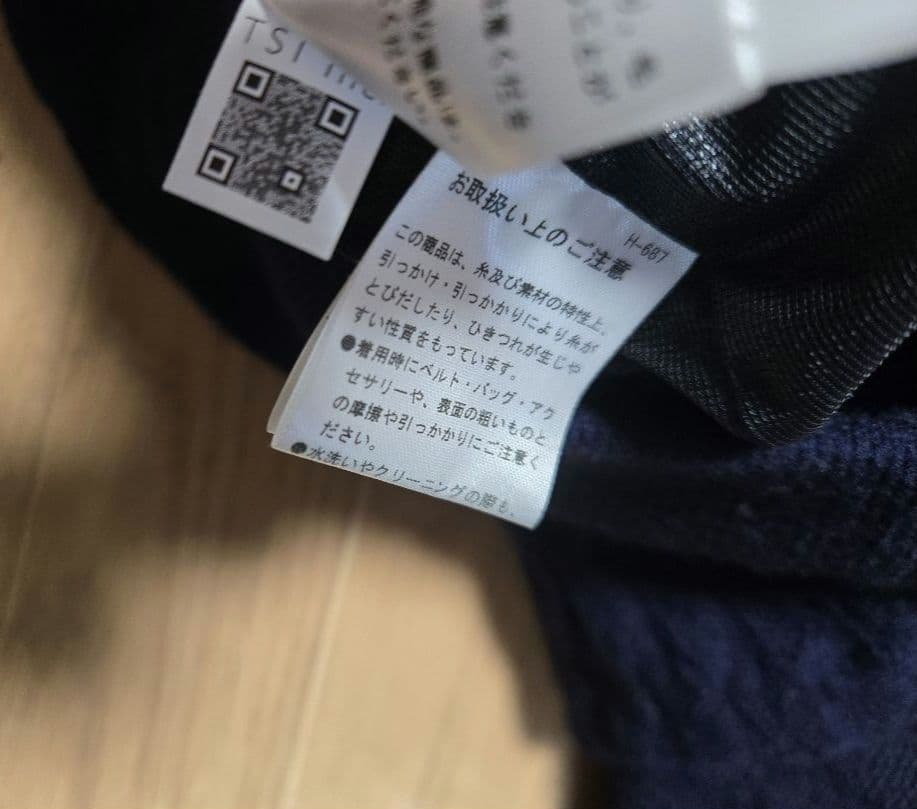 TSI
H-687
お取扱い上のご注意
この商品は、糸及び素材の特性上、
引っかけ・引っかかりにより糸が
とびだしたり、ひきつれが生じや
すい性質をもっています。
●着用時にベルト・バッグ・アク
セサリーや、表面の粗いものと
の摩擦や引っかかりにご注意く
ださい。
●水洗いやクリーニングの際も、